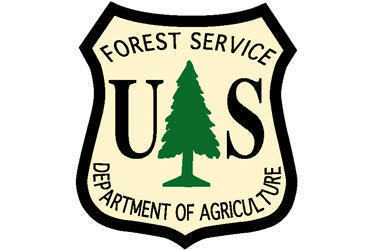 FOREST SERVICE
U S
DEPARTMENT OF AGRICULTURE